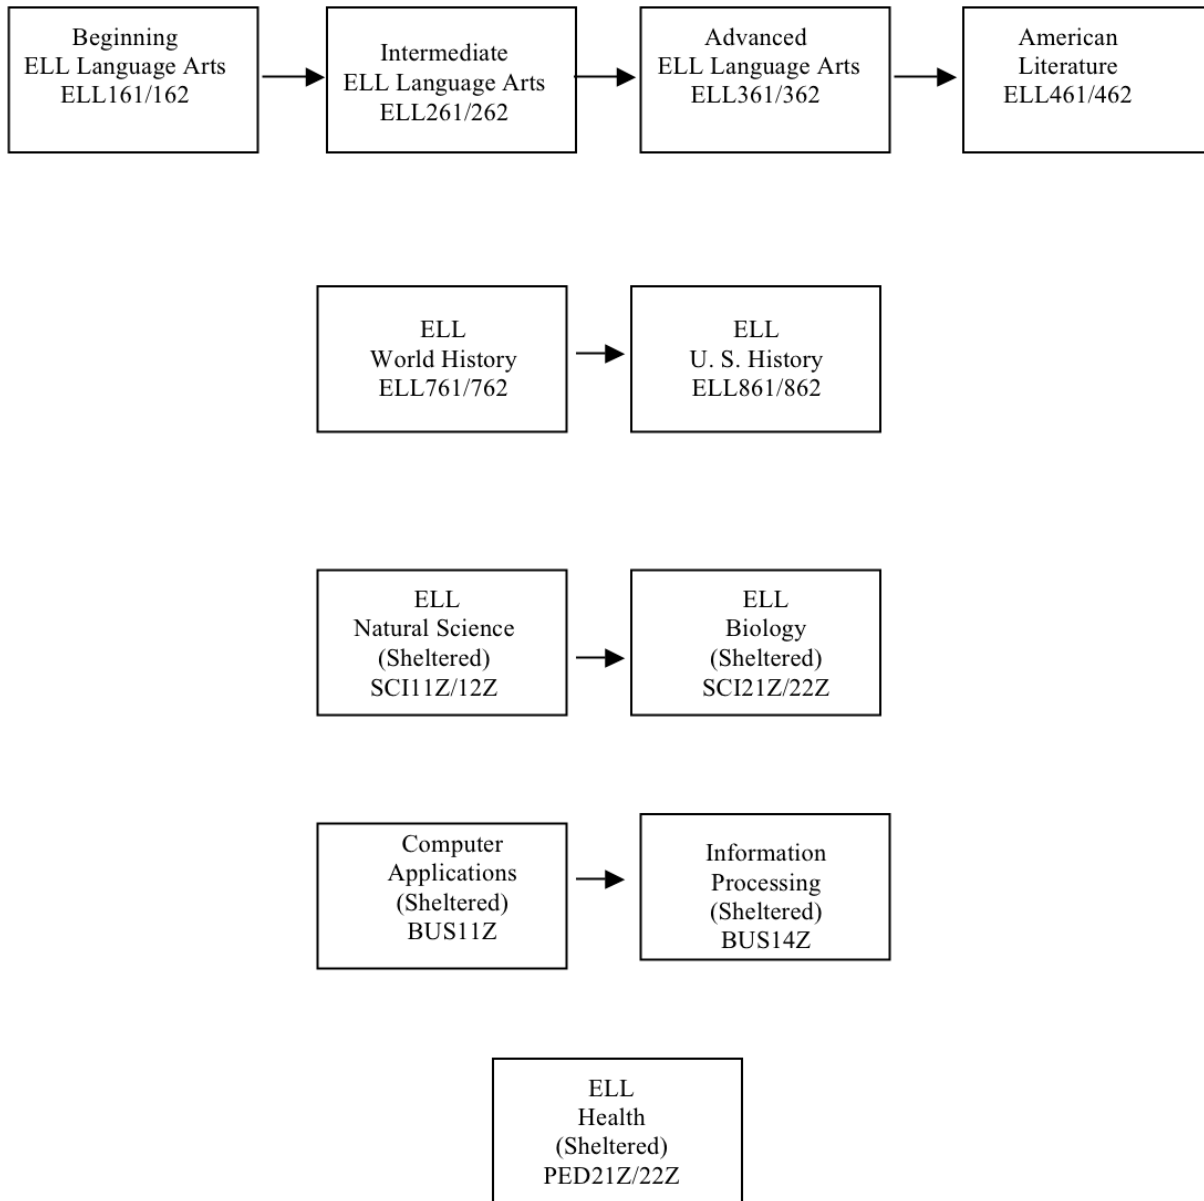 Beginning
ELL Language Arts
ELL161/162
Intermediate
ELL Language Arts
ELL261/262
Advanced
ELL Language Arts
ELL361/362
American
Literature
ELL461/462
ELL
World History
ELL761/762
ELL
U. S. History
ELL861/862
ELL
Natural Science
(Sheltered)
SCI11Z/12Z
ELL
Biology
(Sheltered)
SCI21Z/22Z
Computer
Applications
(Sheltered)
BUS11Z
Information
Processing
(Sheltered)
BUS14Z
ELL
Health
(Sheltered)
PED21Z/22Z